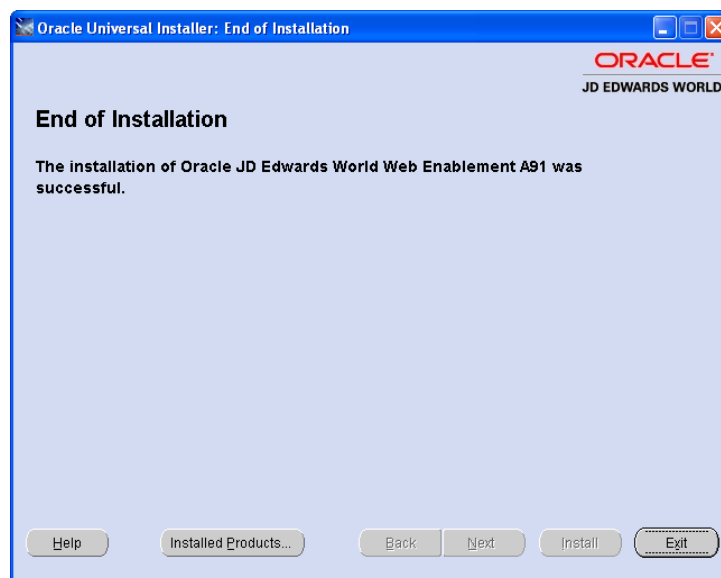 Oracle Universal Installer: End of Installation
ORACLE
JD EDWARDS WORLD
End of Installation
The installation of Oracle JD Edwards World Web Enablement A91 was
successful.
Help Installed Products... Back Next Install Exit